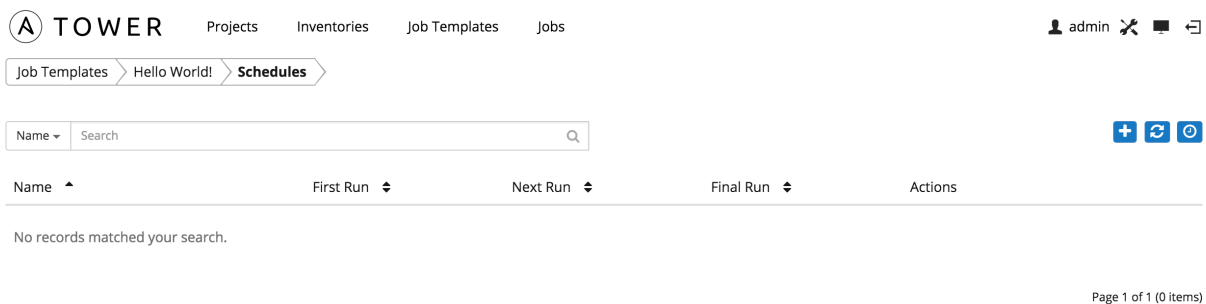 A TOWER Projects Inventories Job Templates Jobs admin
Job Templates Hello World! Schedules
Name Search
Name First Run Next Run Final Run Actions
No records matched your search.
Page 1 of 1 (0 items)